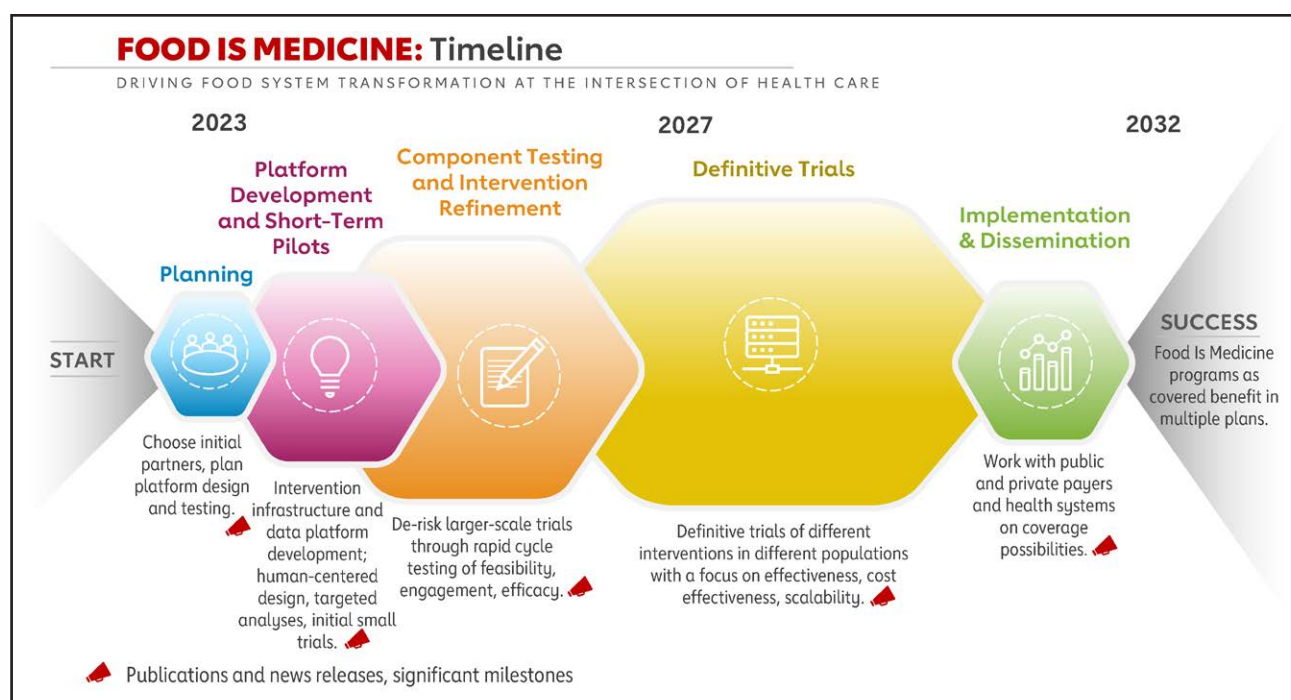 FOOD IS MEDICINE: Timeline
DRIVING FOOD SYSTEM TRANSFORMATION AT THE INTERSECTION OF HEALTH CARE
2023
2027
2032
START
Planning
Choose initial
partners, plan
platform design
and testing.
Platform
Development
and Short-Term
Pilots
Intervention
infrastructure and
data platform
development;
human-centered
design, targeted
analyses, initial small
trials.
Component Testing
and Intervention
Refinement
De-risk larger-scale trials
through rapid cycle
testing of feasibility,
engagement, efficacy.
Definitive Trials
Definitive trials of different
interventions in different populations
with a focus on effectiveness, cost
effectiveness, scalability.
Implementation
& Dissemination
Work with public
and private payers
and health systems
on coverage
possibilities.
SUCCESS
Food Is Medicine
programs as
covered benefit in
multiple plans.
Publications and news releases, significant milestones